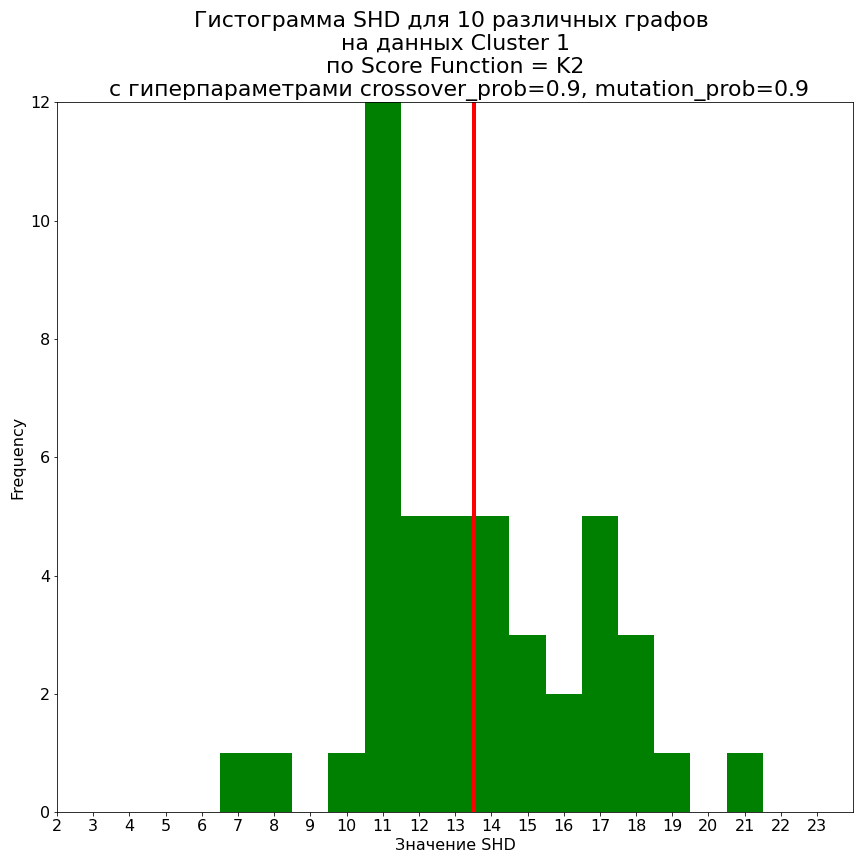 Гистограмма SHD для 10 различных графов
на данных Cluster 1
по Score Function = K2
с гиперпараметрами crossover_prob=0.9, mutation_prob=0.9
12
10
8
6
4
2
0
Frequency
2 3 4 5 6 7 8 9 10 11 12 13 14 15 16 17 18 19 20 21 22 23
Значение SHD